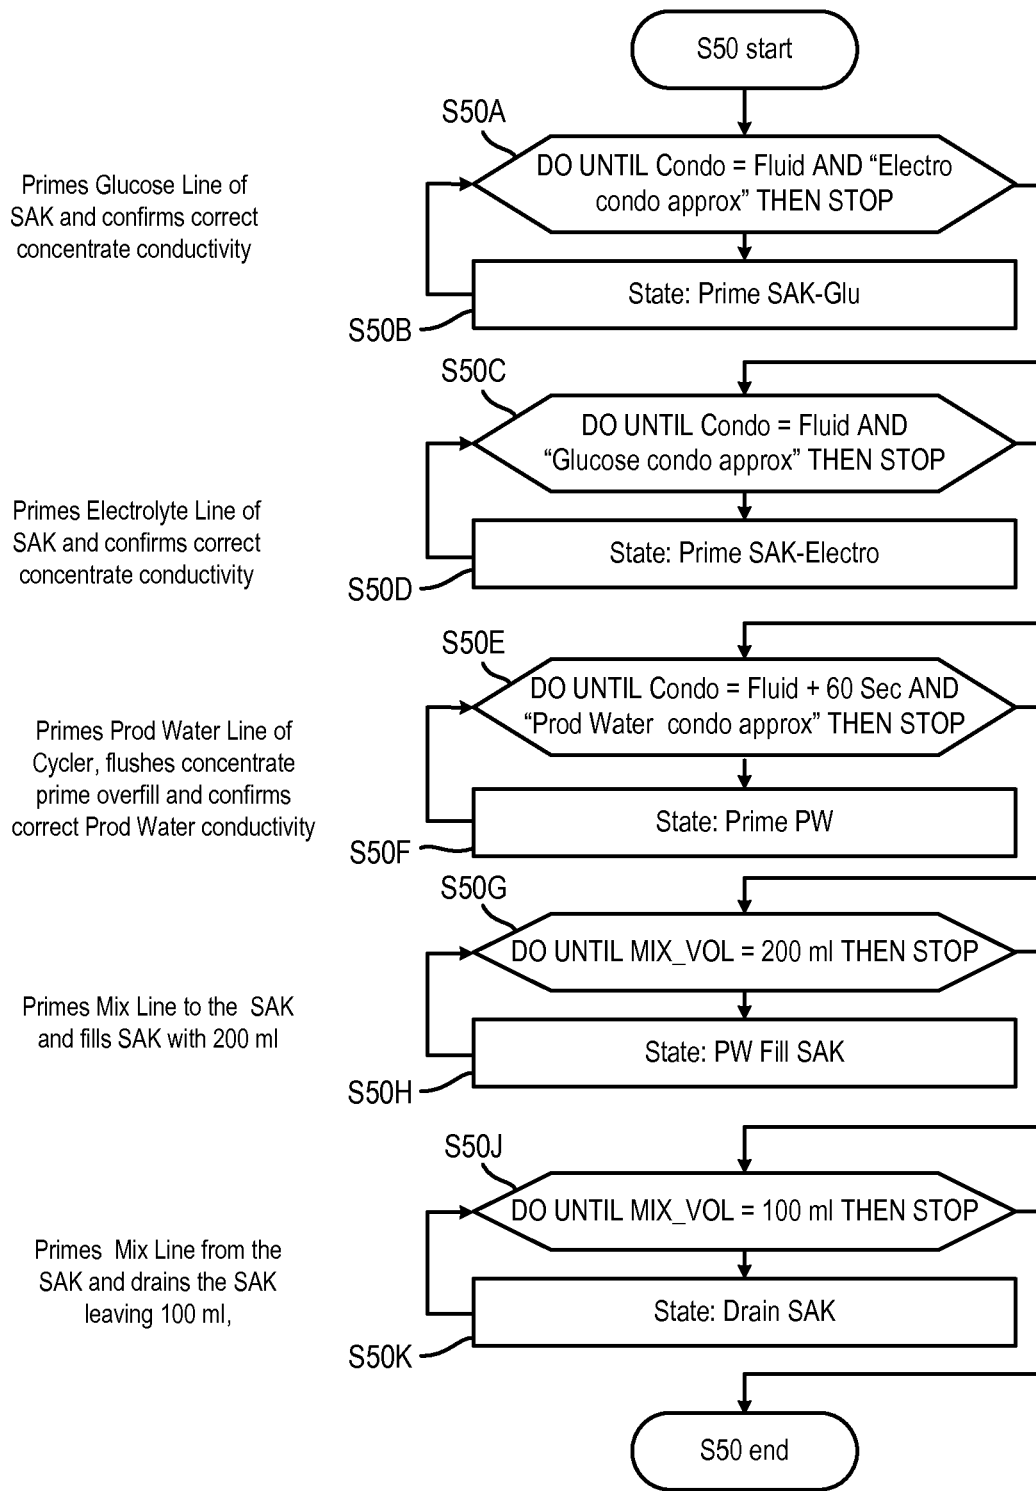 S50 start
S50A
DO UNTIL Condo = Fluid AND “Electro
condo approx” THEN STOP
Primes Glucose Line of
SAK and confirms correct
concentrate conductivity
State: Prime SAK-Glu
S50B
S50C
DO UNTIL Condo = Fluid AND
“Glucose condo approx” THEN STOP
Primes Electrolyte Line of
SAK and confirms correct
concentrate conductivity
State: Prime SAK-Electro
S50D
S50E
DO UNTIL Condo = Fluid + 60 Sec AND
“Prod Water condo approx” THEN STOP
Primes Prod Water Line of
Cycler, flushes concentrate
prime overfill and confirms
correct Prod Water conductivity
State: Prime PW
S50F
S50G
DO UNTIL MIX_VOL = 200 ml THEN STOP
Primes Mix Line to the SAK
and fills SAK with 200 ml
State: PW Fill SAK
S50H
S50J
DO UNTIL MIX_VOL = 100 ml THEN STOP
Primes Mix Line from the
SAK and drains the SAK
leaving 100 ml,
State: Drain SAK
S50K
S50 end